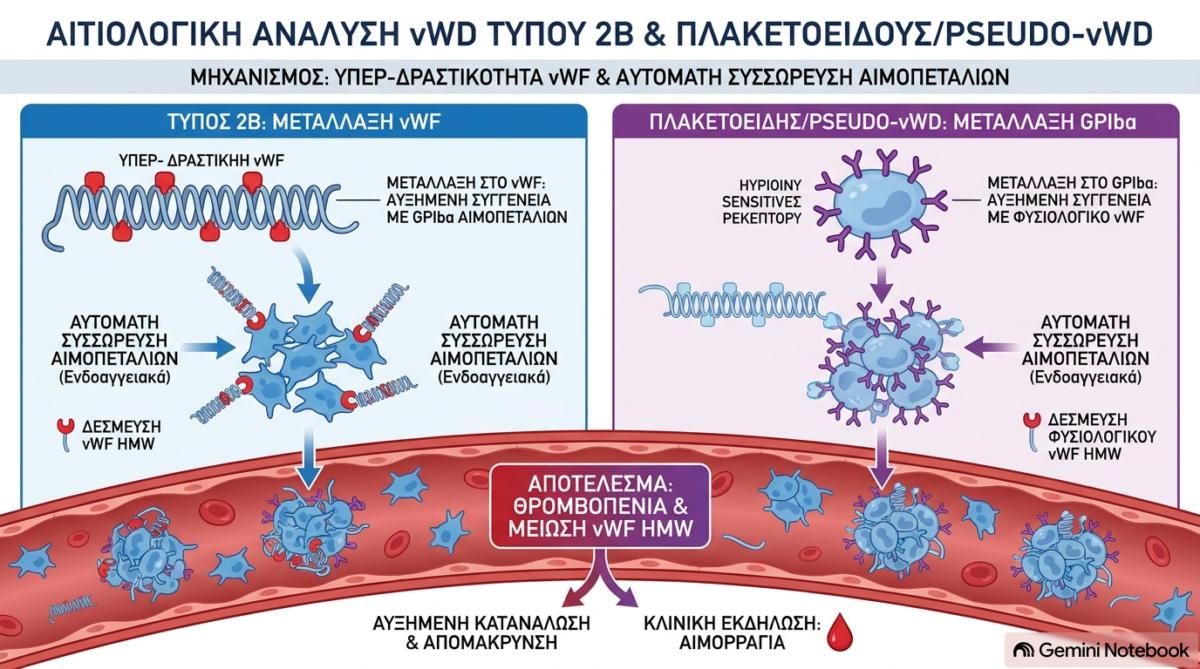 ΑΙΤΙΟΛΟΓΙΚΗ ΑΝΑΛΥΣΗ vWD ΤΥΠΟΥ 2B & ΠΛΑΚΕΤΟΕΙΔΟΥΣ/PSEUDO-vWD
ΜΗΧΑΝΙΣΜΟΣ: ΥΠΕΡ-ΔΡΑΣΤΙΚΟΤΗΤΑ vWF & ΑΥΤΟΜΑΤΗ ΣΥΣΣΩΡΕΥΣΗ ΑΙΜΟΠΕΤΑΛΙΩΝ
ΤΥΠΟΣ 2B: ΜΕΤΑΛΛΑΞΗ vWF
ΥΠΕΡ- ΔΡΑΣΤΙΚΗΗ vWF
ΜΕΤΑΛΛΑΞΗ ΣΤΟ vWF:
ΑΥΞΗΜΕΝΗ ΣΥΓΓΕΝΕΙΑ
ΜΕ GPIbα ΑΙΜΟΠΕΤΑΛΙΩΝ
ΑΥΤΟΜΑΤΗ
ΣΥΣΣΩΡΕΥΣΗ
ΑΙΜΟΠΕΤΑΛΙΩΝ
(Ενδοαγγειακά)
ΑΥΤΟΜΑΤΗ
ΣΥΣΣΩΡΕΥΣΗ
ΑΙΜΟΠΕΤΑΛΙΩΝ
(Ενδοαγγειακά)
ΔΕΣΜΕΥΣΗ
vWF HMW
ΠΛΑΚΕΤΟΕΙΔΗΣ/PSEUDO-vWD: ΜΕΤΑΛΛΑΞΗ GPIbα
HYPIOINY
SENSITIVES
ΡΕΚΕΠΤΟΡΥ
ΜΕΤΑΛΛΑΞΗ ΣΤΟ GPIbα:
ΑΥΞΗΜΕΝΗ ΣΥΓΓΕΝΕΙΑ
ΜΕ ΦΥΣΙΟΛΟΓΙΚΟ vWF
ΑΥΤΟΜΑΤΗ
ΣΥΣΣΩΡΕΥΣΗ
ΑΙΜΟΠΕΤΑΛΙΩΝ
(Ενδοαγγειακά)
ΔΕΣΜΕΥΣΗ
ΦΥΣΙΟΛΟΓΙΚΟΥ
vWF HMW
ΑΠΟΤΕΛΕΣΜΑ:
ΘΡΟΜΒΟΠΕΝΙΑ &
ΜΕΙΩΣΗ vWF HMW
ΑΥΞΗΜΕΝΗ ΚΑΤΑΝΑΛΩΣΗ
& ΑΠΟΜΑΚΡΥΝΣΗ
ΚΛΙΝΙΚΗ ΕΚΔΗΛΩΣΗ:
ΑΙΜΟΡΡΑΓΙΑ
Gemini Notebook